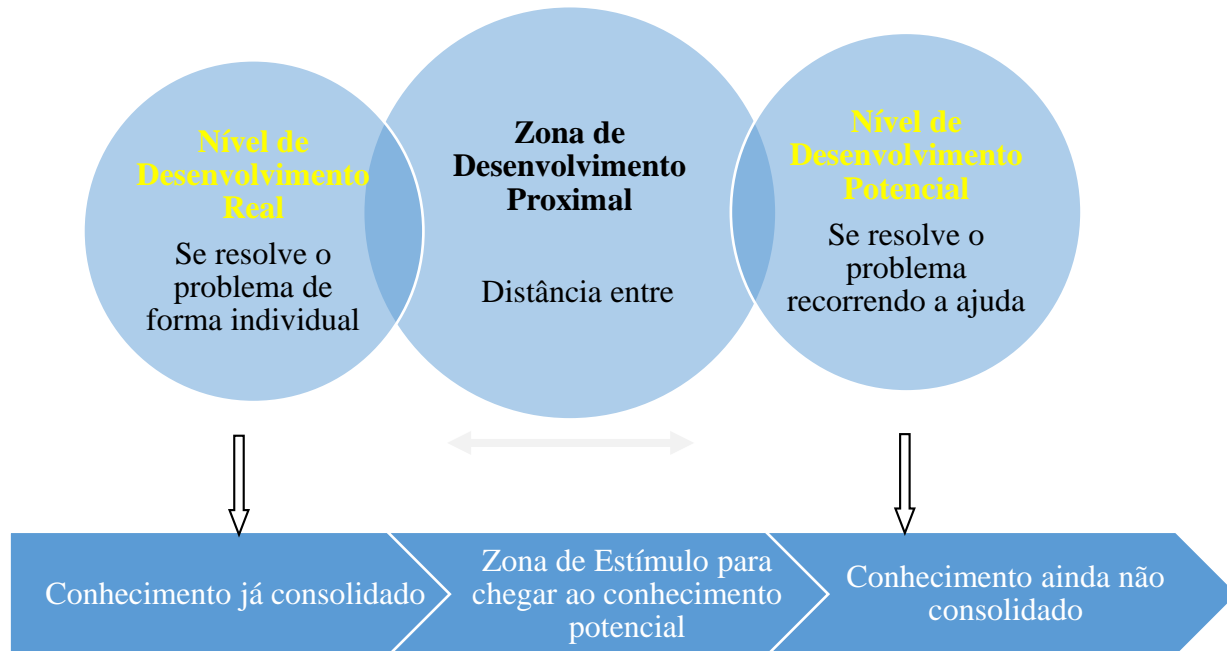 Nível de
Desenvolvimento
Real
Se resolve o
problema de
forma individual
Zona de
Desenvolvimento
Proximal
Distância entre
Nível de
Desenvolvimento
Potencial
Se resolve o
problema
recorrendo a ajuda
Conhecimento já consolidado
Zona de Estímulo para
chegar ao conhecimento
potencial
Conhecimento ainda não
consolidado